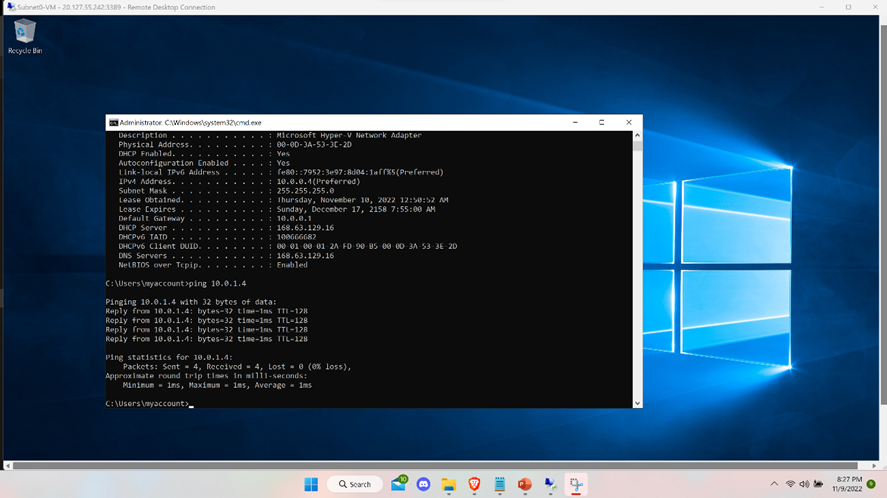 Subnet0-VM - 20.127.55.242:3389 - Remote Desktop Connection
Recycle Bin
Administrator: C:\Windows\system32\cmd.exe
Description . . . . . . . . . . . : Microsoft Hyper-V Network Adapter
Physical Address. . . . . . . . . : 00-0D-3A-53-3E-2D
DHCP Enabled. . . . . . . . . . . : Yes
Autoconfiguration Enabled . . . . : Yes
Link-local IPv6 Address . . . . . : fe80::7952:3e97:8d04:1aff%5(Preferred)
IPv4 Address. . . . . . . . . . . : 10.0.0.4(Preferred)
Subnet Mask . . . . . . . . . . . : 255.255.255.0
Lease Obtained. . . . . . . . . . : Thursday, November 10, 2022 12:50:52 AM
Lease Expires . . . . . . . . . . : Sunday, December 17, 2158 7:55:00 AM
Default Gateway . . . . . . . . . : 10.0.0.1
DHCP Server . . . . . . . . . . . : 168.63.129.16
DHCPv6 IAID . . . . . . . . . . . : 100666682
DHCPv6 Client DUID. . . . . . . . : 00-01-00-01-2A-FD-90-B5-00-0D-3A-53-3E-2D
DNS Servers . . . . . . . . . . . : 168.63.129.16
NetBIOS over Tcpip. . . . . . . . : Enabled
C:\Users\myaccount>ping 10.0.1.4
Pinging 10.0.1.4 with 32 bytes of data:
Reply from 10.0.1.4: bytes=32 time=1ms TTL=128
Reply from 10.0.1.4: bytes=32 time=1ms TTL=128
Reply from 10.0.1.4: bytes=32 time=1ms TTL=128
Reply from 10.0.1.4: bytes=32 time=1ms TTL=128
Ping statistics for 10.0.1.4:
Packets: Sent = 4, Received = 4, Lost = 0 (0% loss),
Approximate round trip times in milli-seconds:
Minimum = 1ms, Maximum = 1ms, Average = 1ms
C:\Users\myaccount>
Search
10
8:27 PM
11/9/2022